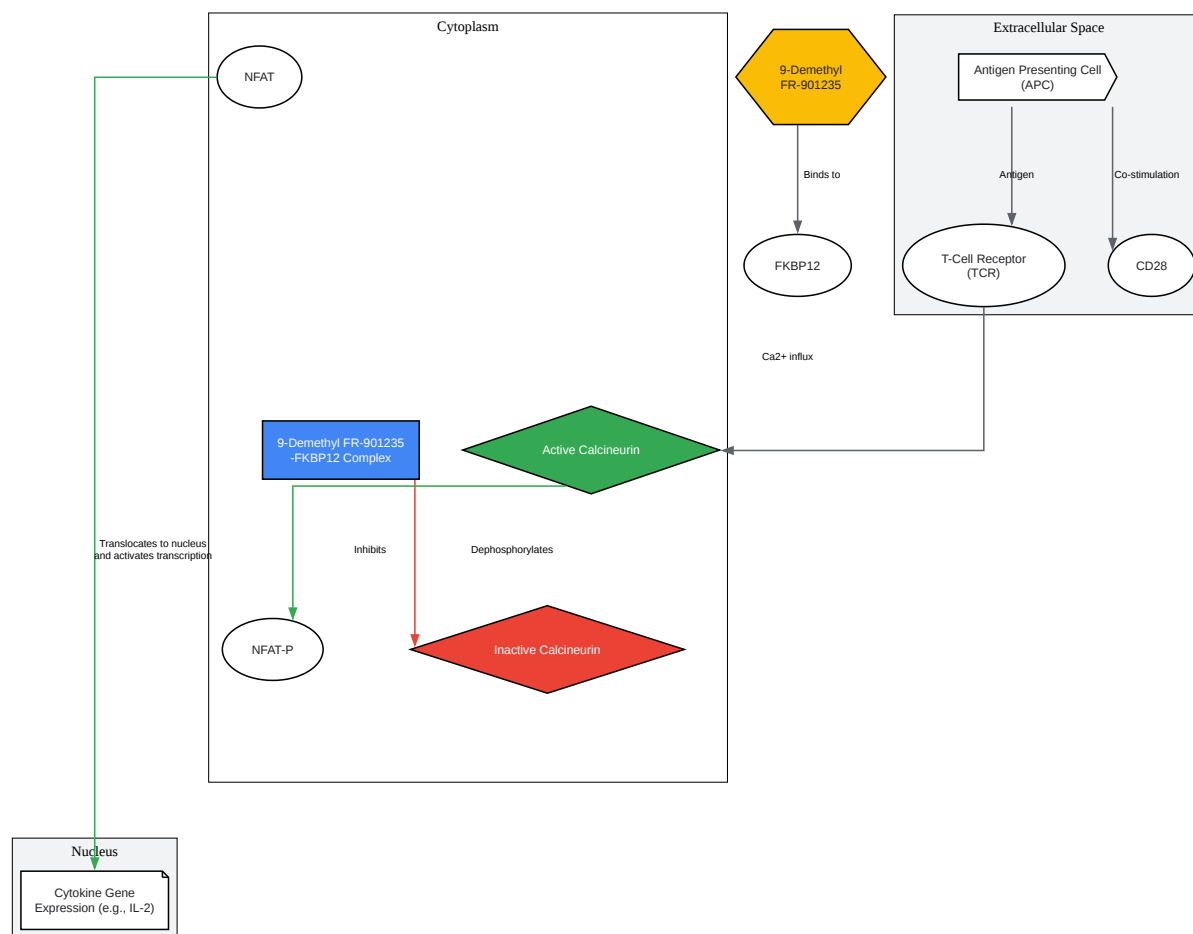 Cytoplasm
Extracellular Space
NFAT
9-Demethyl
FR-901235
Antigen Presenting Cell
(APC)
Binds to
Antigen
Co-stimulation
FKBP12
T-Cell Receptor
(TCR)
CD28
Ca2+ influx
9-Demethyl FR-901235
-FKBP12 Complex
Active Calcineurin
Translocates to nucleus
and activates transcription
Inhibits
Dephosphorylates
NFAT-P
Inactive Calcineurin
Nucleus
Cytokine Gene
Expression (e.g., IL-2)